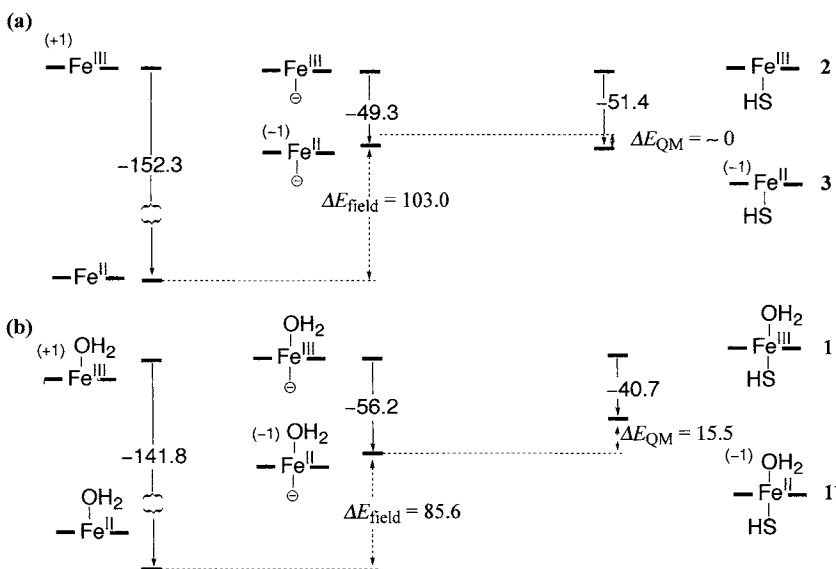 (a)
(+1)
Fe^III
Fe^III
⊖
−152.3
−49.3
(−1)
Fe^II
⊖
ΔE_field = 103.0
−51.4
ΔE_QM = ~ 0
Fe^III
HS
2
(−1)
Fe^II
HS
3
Fe^II
(b)
(+1) OH2
Fe^III
OH2
Fe^III
⊖
−141.8
−56.2
(−1) OH2
Fe^II
⊖
ΔE_field = 85.6
−40.7
ΔE_QM = 15.5
OH2
Fe^III
HS
1
(−1) OH2
Fe^II
HS
1'
OH2
Fe^II